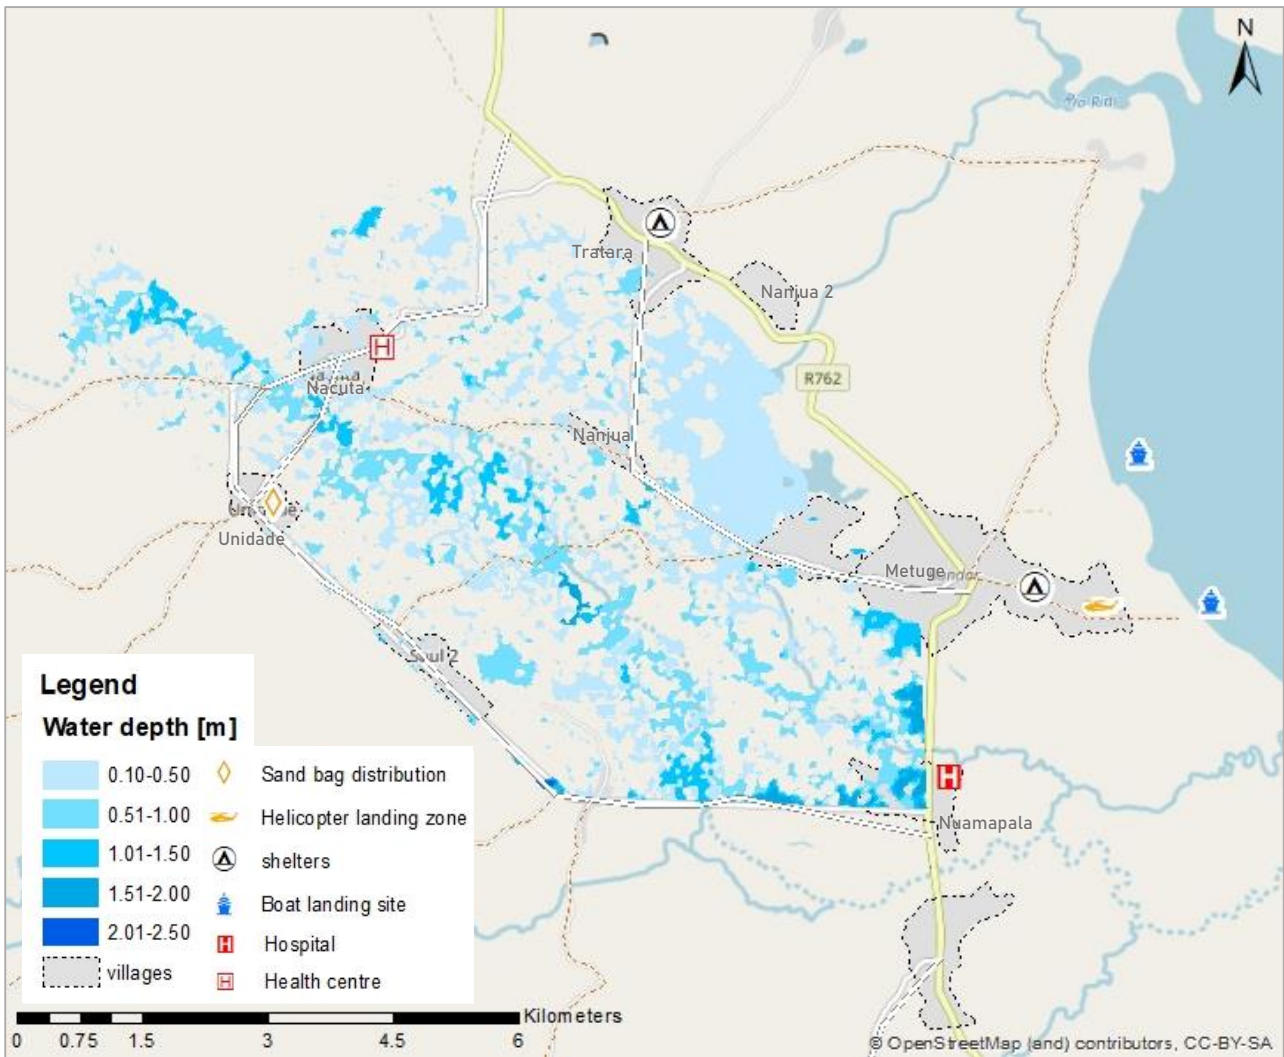 N
Rio Ridi
Tratara
Nanjua 2
R762
Nacuta
Nanjua
Unidade
Metuge
Saul 2
Nuamapala
Legend
Water depth [m]
0.10-0.50
0.51-1.00
1.01-1.50
1.51-2.00
2.01-2.50
villages
Sand bag distribution
Helicopter landing zone
shelters
Boat landing site
Hospital
Health centre
Kilometers
0 0.75 1.5 3 4.5 6
© OpenStreetMap (and) contributors, CC-BY-SA